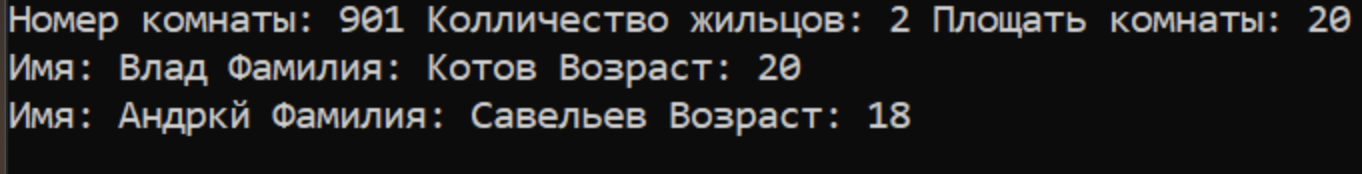 Номер комнаты: 901 Колличество жильцов: 2 Площать комнаты: 20
Имя: Влад Фамилия: Котов Возраст: 20
Имя: Андркй Фамилия: Савельев Возраст: 18